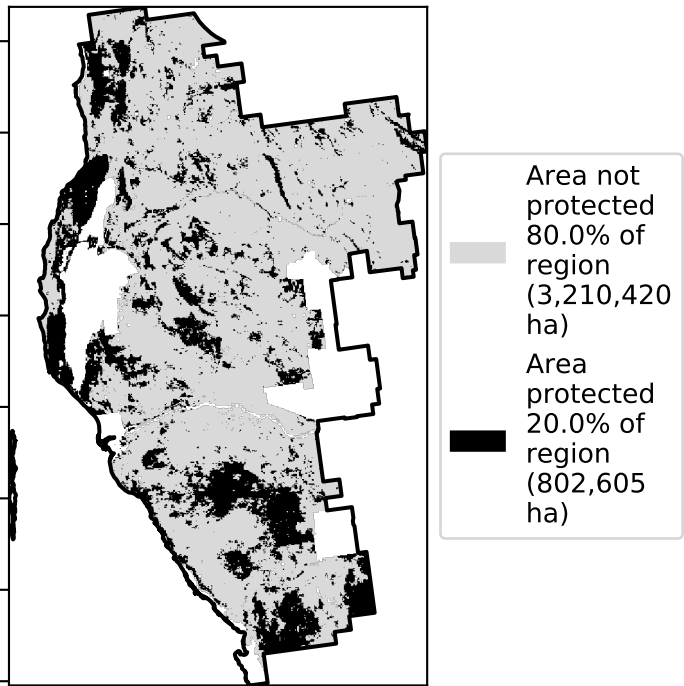 Area not
protected
80.0% of
region
(3,210,420
ha)
Area
protected
20.0% of
region
(802,605
ha)